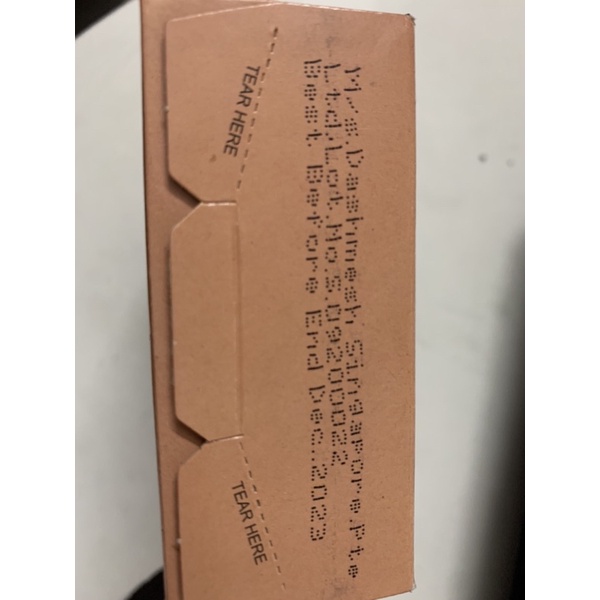 M/s.Dashmesh.Singapore.Pte
Ltd.Lot.No.S.09200022
Best Before End Dec..2023
TEAR HERE
TEAR HERE